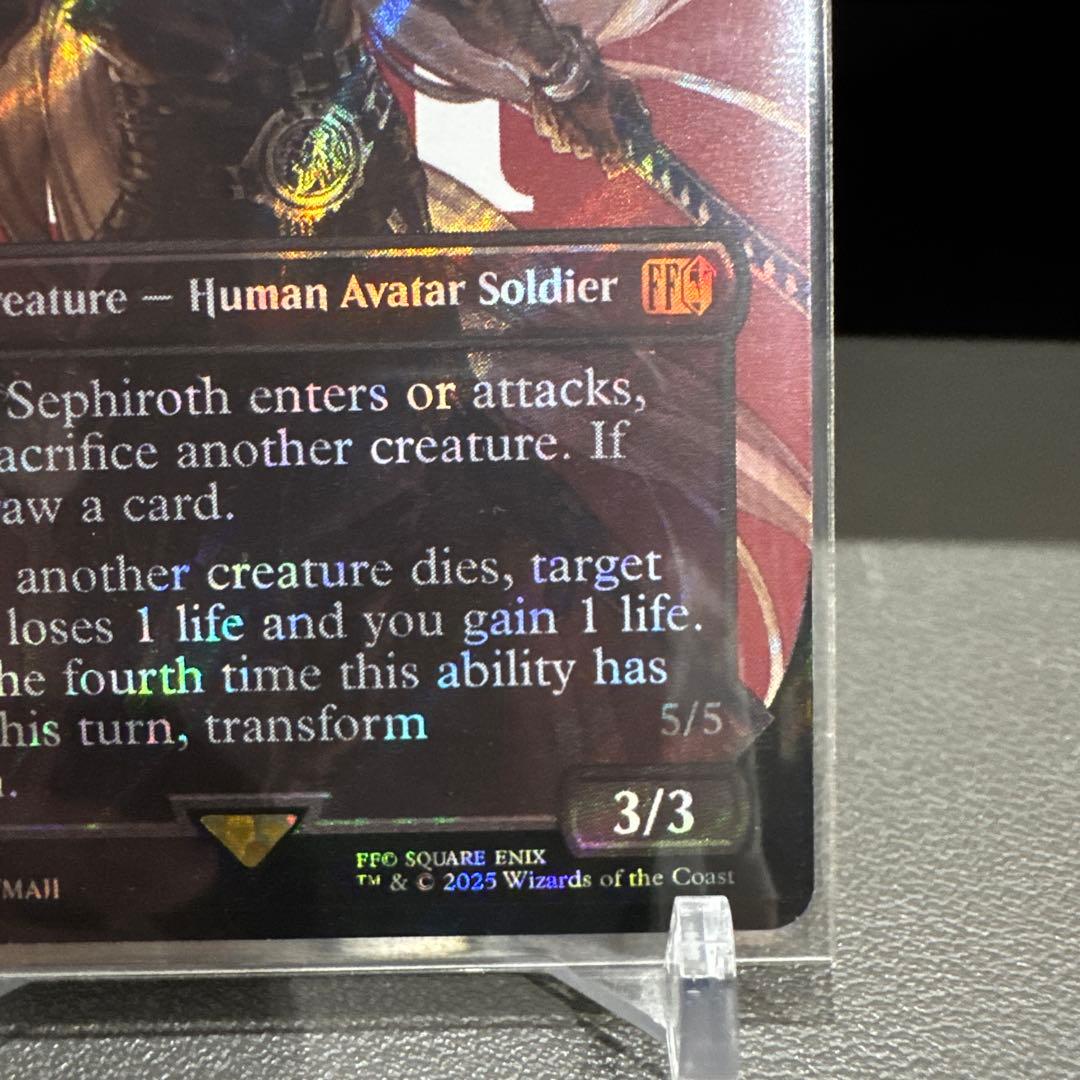 reature — Human Avatar Soldier
Sephiroth enters or attacks,
acrifice another creature. If
raw a card.
another creature dies, target
loses 1 life and you gain 1 life.
he fourth time this ability has
his turn, transform
5/5
3/3
FF© SQUARE ENIX
™ & © 2025 Wizards of the Coast